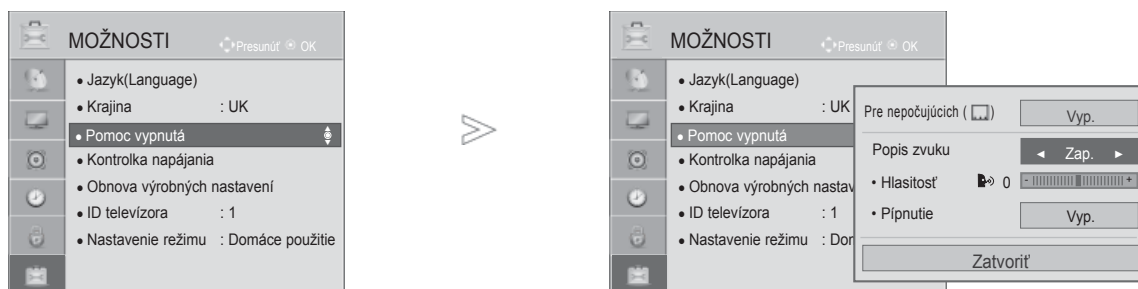 MOŽNOSTI
Presunúť OK
• Jazyk(Language)
• Krajina : UK
• Pomoc vypnutá
• Kontrolka napájania
• Obnova výrobných nastavení
• ID televízora : 1
• Nastavenie režimu : Domáce použitie
MOŽNOSTI
Presunúť OK
• Jazyk(Language)
• Krajina : UK
• Pomoc vypnutá
• Kontrolka napájania
• Obnova výrobných nastav
• ID televízora : 1
• Nastavenie režimu : Dor
Pre nepočujúcich ( ) Vyp.
Popis zvuku ◄ Zap. ►
• Hlasitosť 0 - +
• Pípnutie Vyp.
Zatvoriť